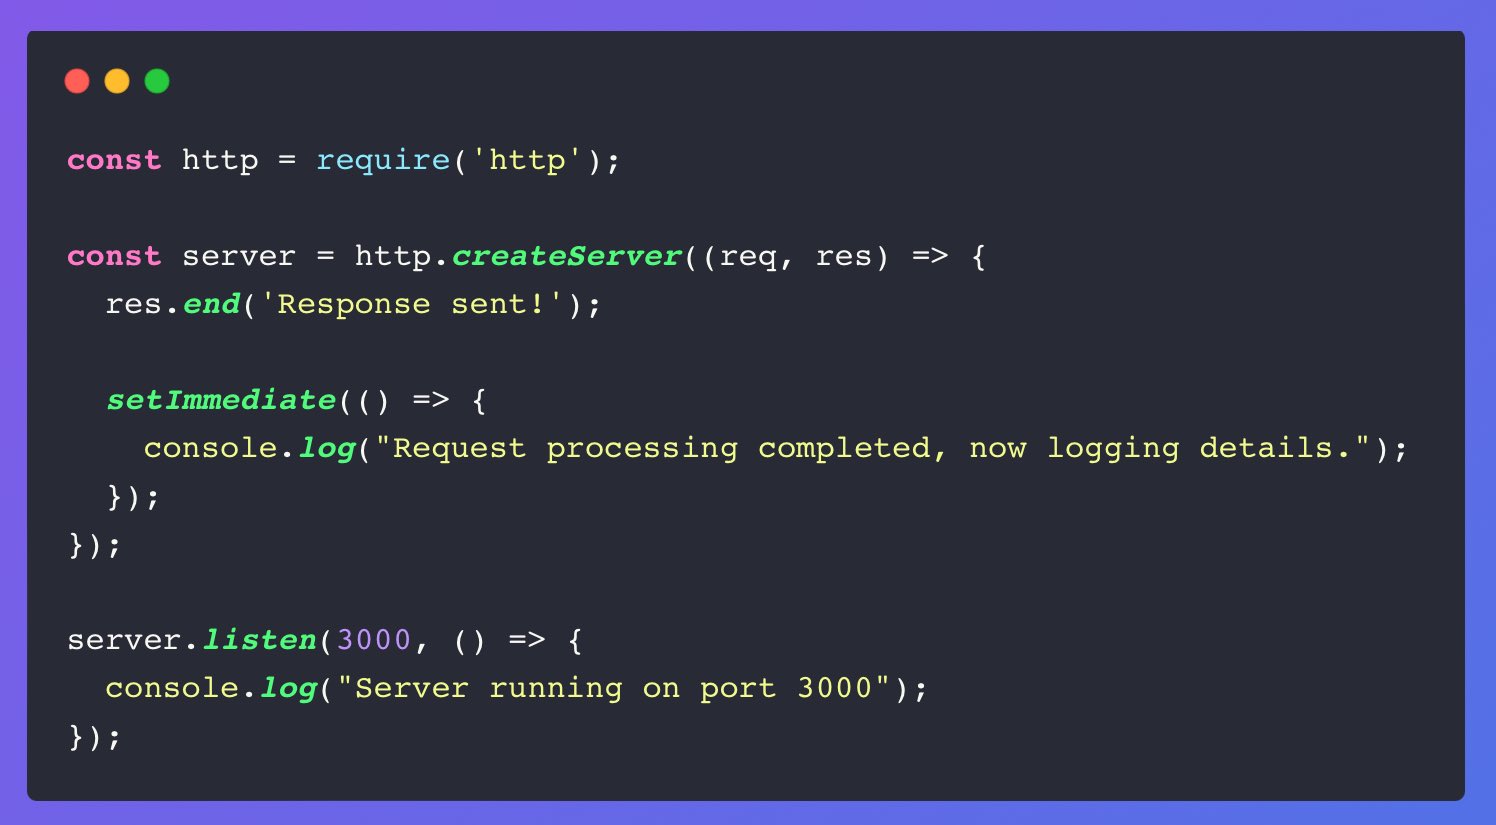 const http = require('http');

const server = http.createServer((req, res) => {
  res.end('Response sent!');

  setImmediate(() => {
    console.log("Request processing completed, now logging details.");
  });
});

server.listen(3000, () => {
  console.log("Server running on port 3000");
});